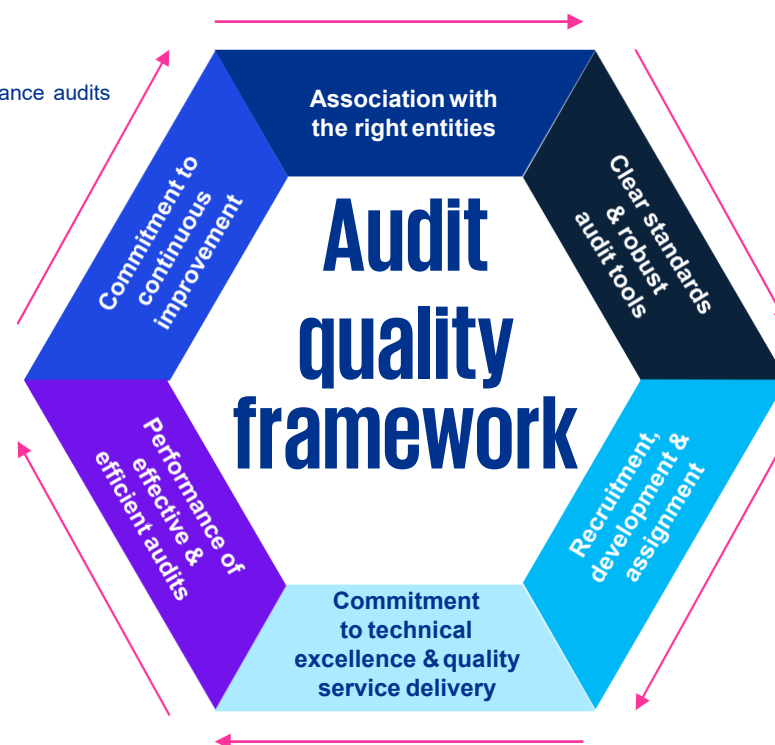 ance audits
Association with
the right entities
Clear standards
& robust
audit tools
Recruitment,
development &
assignment
Commitment
to technical
excellence & quality
service delivery
Performance of
effective &
efficient audits
Commitment to
continuous
improvement
Audit
quality
framework